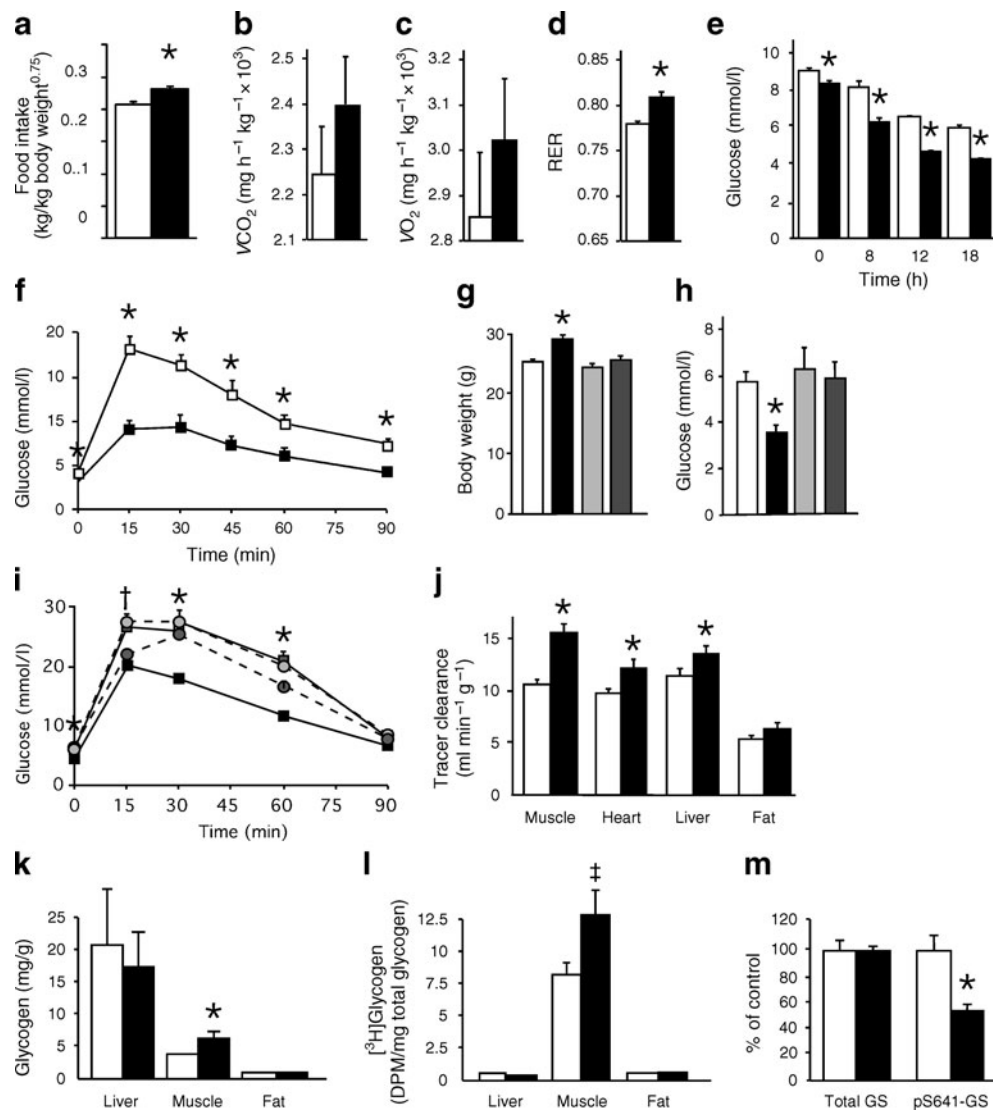 a
Food intake
(kg/kg body weight^0.75)
0.3
0.2
0.1
0
*
b
VCO2 (mg h−1 kg−1 × 10^3)
2.5
2.4
2.3
2.2
2.1
c
VO2 (mg h−1 kg−1 × 10^3)
3.2
3.1
3.0
2.9
2.8
d
RER
0.85
0.80
0.75
0.70
0.65
*
e
Glucose (mmol/l)
10
8
6
4
2
0
* * * *
0 8 12 18
Time (h)
f
Glucose (mmol/l)
20
10
15
5
0
* * * * * *
0 15 30 45 60 75 90
Time (min)
g
Body weight (g)
30
20
10
0
*
h
Glucose (mmol/l)
8
6
4
2
0
*
i
Glucose (mmol/l)
30
20
10
0
* † * *
0 15 30 45 60 75 90
Time (min)
j
Tracer clearance
(ml min−1 g−1)
15
10
5
0
* * *
Muscle Heart Liver Fat
k
Glycogen (mg/g)
25
20
15
10
5
0
*
Liver Muscle Fat
l
[3H]Glycogen
(DPM/mg total glycogen)
12.5
7.5
5
2.5
0
‡
Liver Muscle Fat
m
% of control
120
100
80
60
40
20
0
*
Total GS pS641-GS